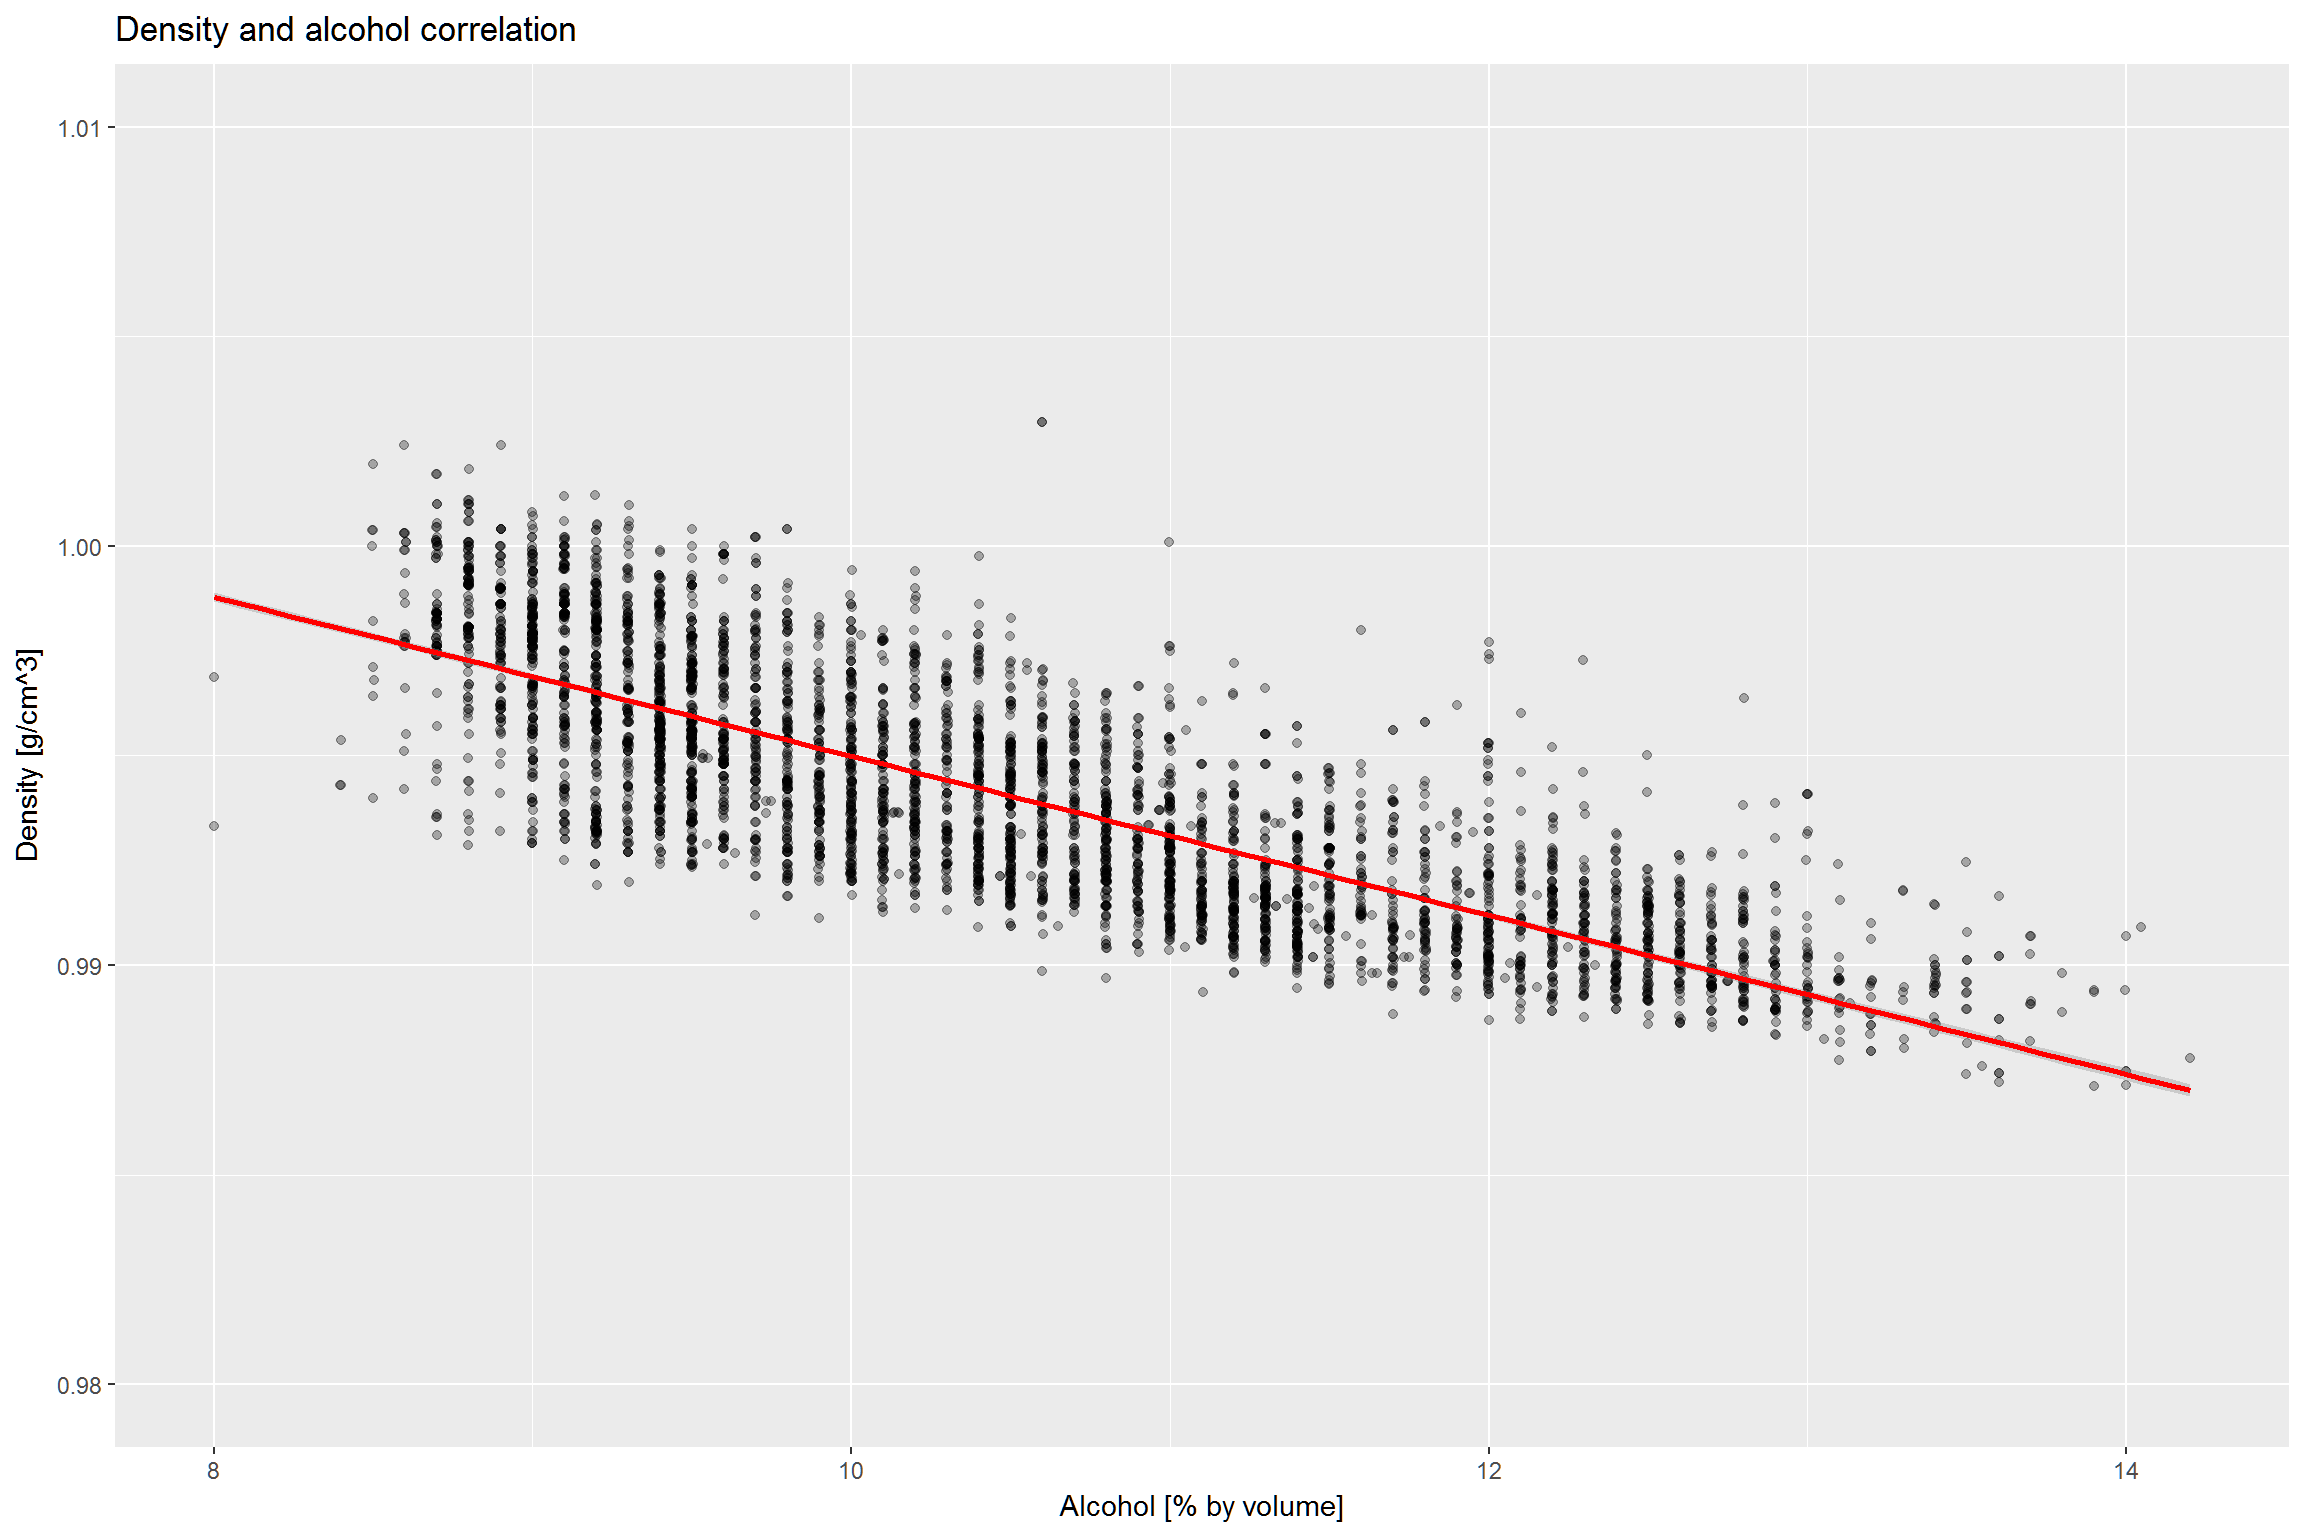 Density and alcohol correlation
1.01
1.00
0.99
0.98
Density [g/cm^3]
8 10 12 14
Alcohol [% by volume]